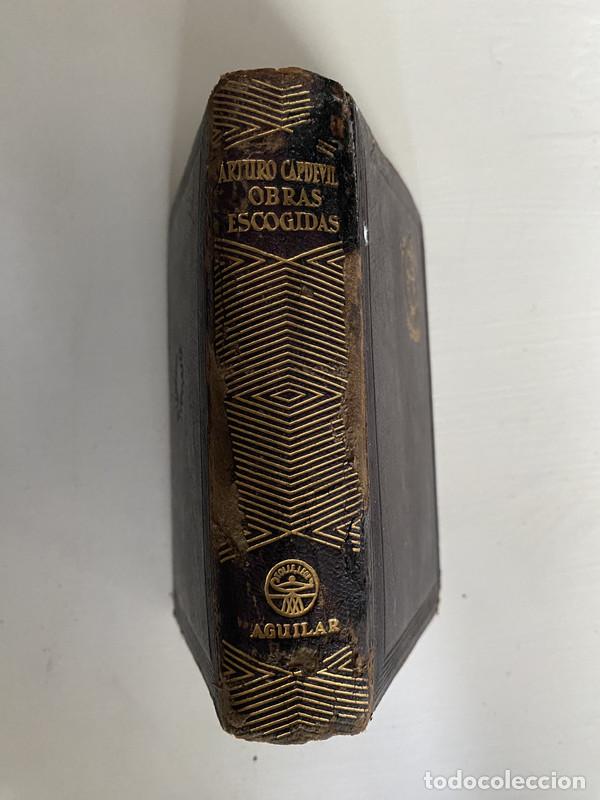 ARTURO CAPDEVIL
OBRAS
ESCOGIDAS
AGUILAR
todocoleccion